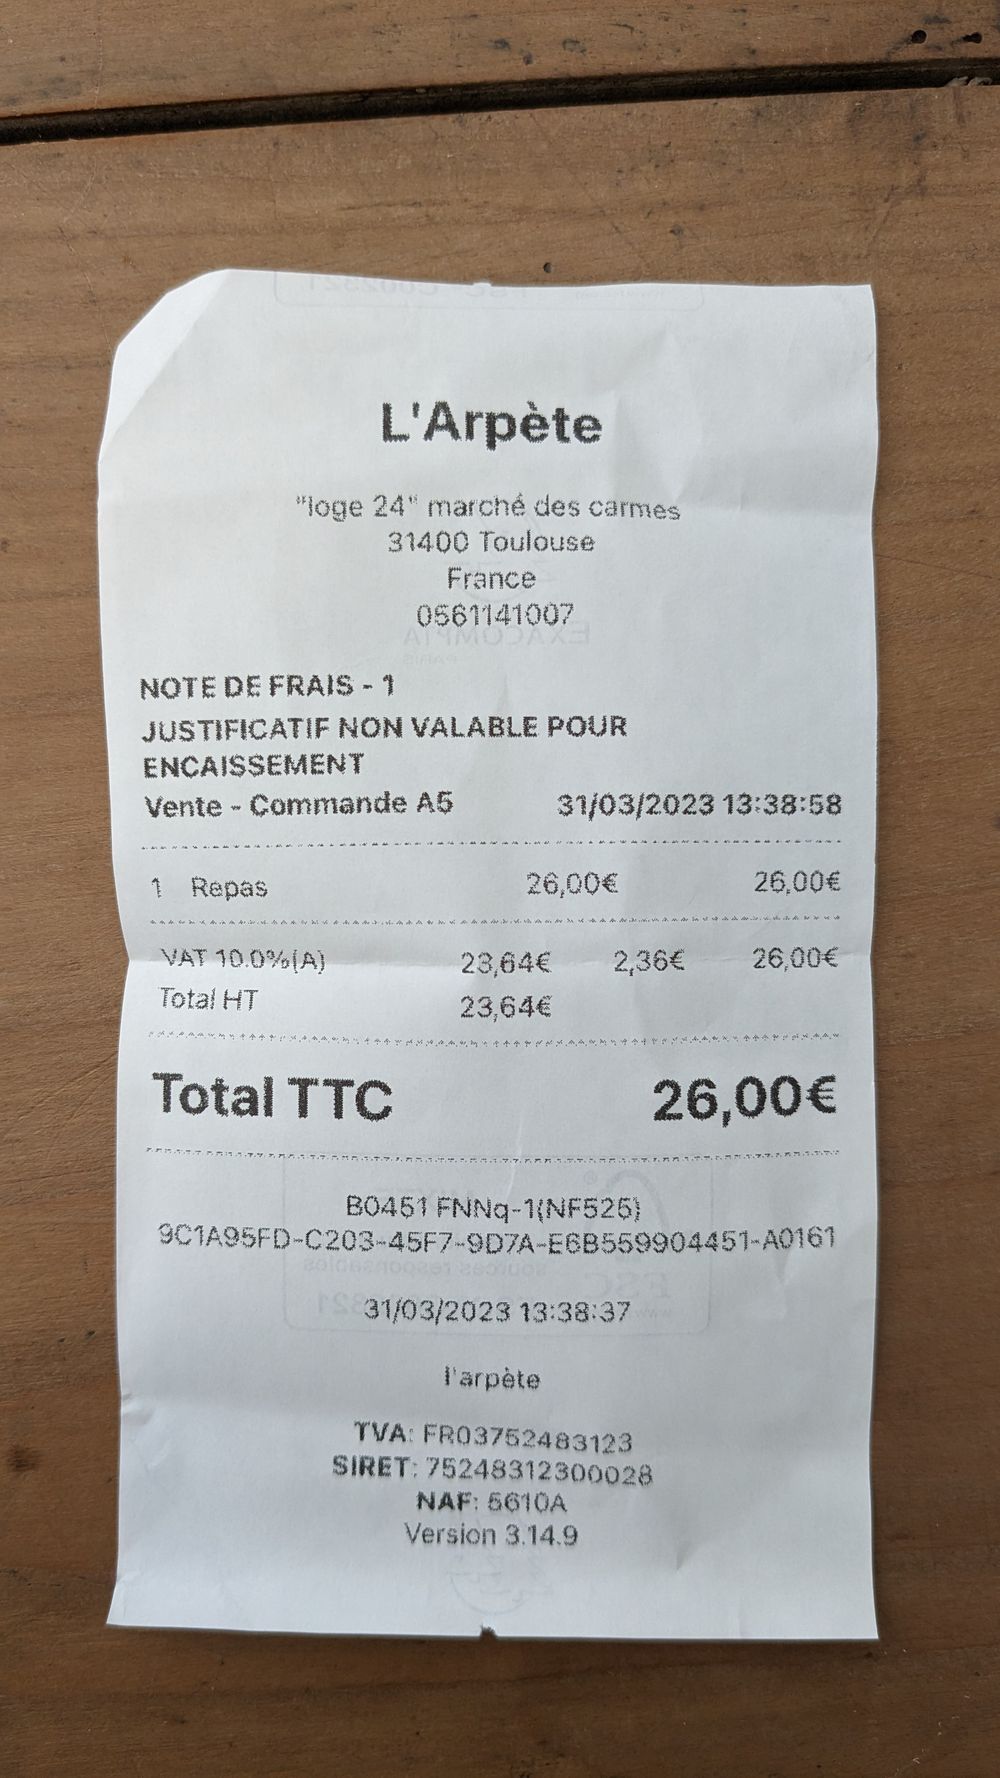 L'Arpète
"loge 24" marché des carmes
31400 Toulouse
France
0561141007
NOTE DE FRAIS - 1
JUSTIFICATIF NON VALABLE POUR
ENCAISSEMENT
Vente - Commande A5 31/03/2023 13:38:58
1 Repas 26,00€ 26,00€
VAT 10.0%(A) 23,64€ 2,36€ 26,00€
Total HT 23,64€
Total TTC 26,00€
B0451 FNNq-1(NF525)
9C1A95FD-C203-45F7-9D7A-E6B559904451-A0161
31/03/2023 13:38:37
l'arpète
TVA: FR03752483123
SIRET: 75248312300028
NAF: 5610A
Version 3.14.9